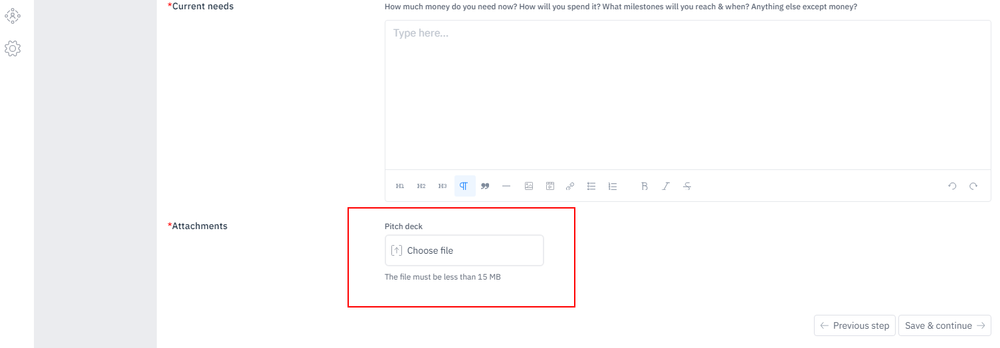 *Current needs
How much money do you need now? How will you spend it? What milestones will you reach & when? Anything else except money?
Type here...
H1 H2 H3
*Attachments
Pitch deck
Choose file
The file must be less than 15 MB
← Previous step
Save & continue →